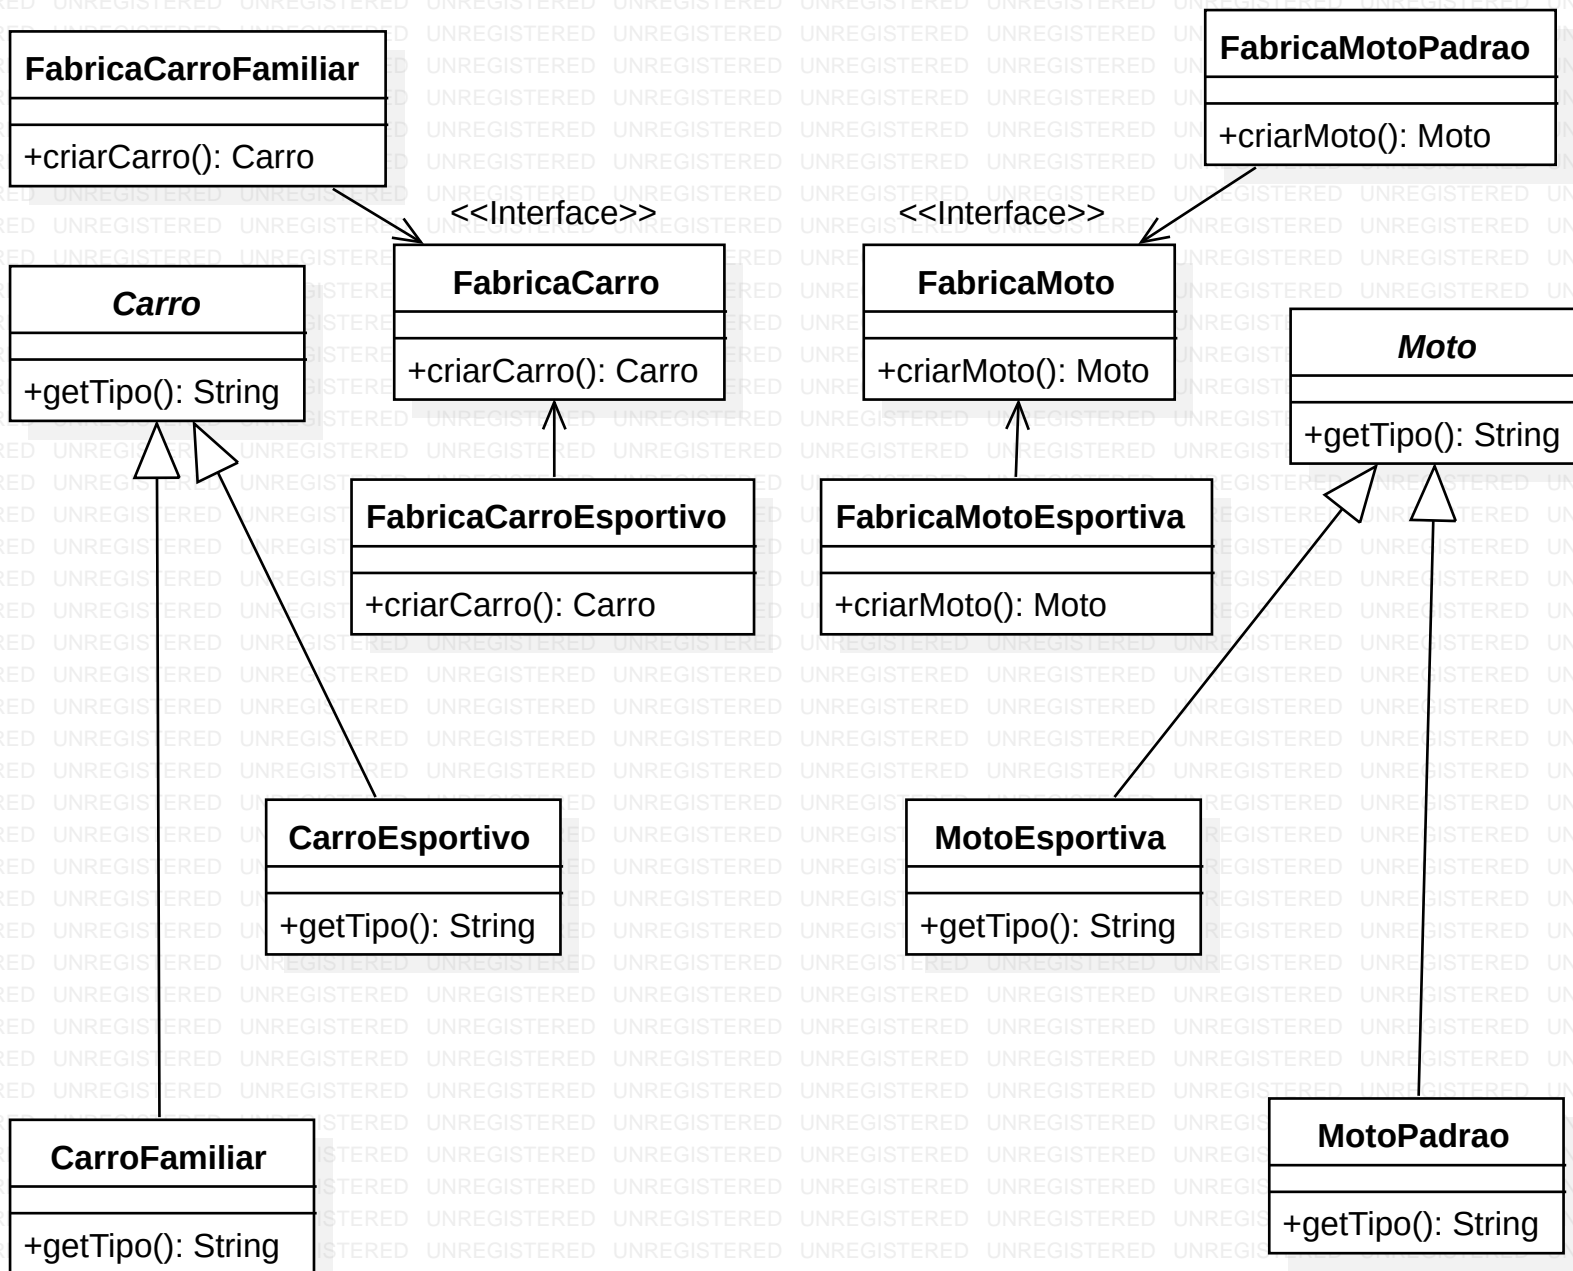 FabricaCarroFamiliar
+criarCarro(): Carro
FabricaMotoPadrao
+criarMoto(): Moto
<<Interface>>
FabricaCarro
+criarCarro(): Carro
<<Interface>>
FabricaMoto
+criarMoto(): Moto
Carro
+getTipo(): String
Moto
+getTipo(): String
FabricaCarroEsportivo
+criarCarro(): Carro
FabricaMotoEsportiva
+criarMoto(): Moto
CarroEsportivo
+getTipo(): String
MotoEsportiva
+getTipo(): String
CarroFamiliar
+getTipo(): String
MotoPadrao
+getTipo(): String
UNREGISTERED